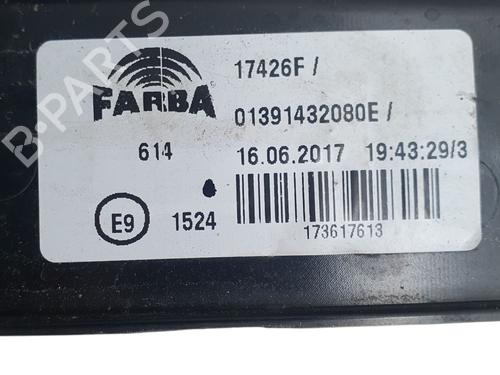 B-PARTS
FARBA
17426F /
01391432080E /
614
16.06.2017 19:43:29/3
E9
1524
173617613